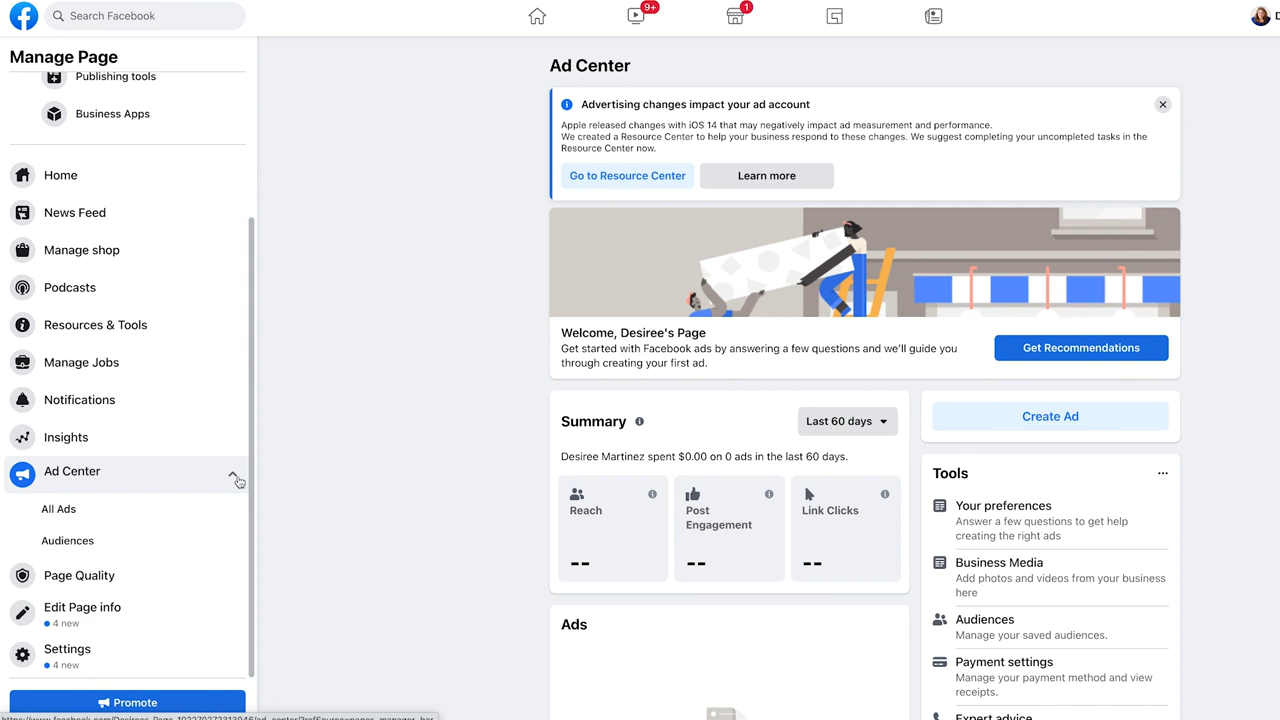 Search Facebook
9+
1
D
Manage Page
Publishing tools
Business Apps
Home
News Feed
Manage shop
Podcasts
Resources & Tools
Manage Jobs
Notifications
Insights
Ad Center
All Ads
Audiences
Page Quality
Edit Page info
4 new
Settings
4 new
Promote
Ad Center
Advertising changes impact your ad account
Apple released changes with iOS 14 that may negatively impact ad measurement and performance.
We created a Resource Center to help your business respond to these changes. We suggest completing your uncompleted tasks in the
Resource Center now.
Go to Resource Center
Learn more
Welcome, Desiree's Page
Get started with Facebook ads by answering a few questions and we'll guide you
through creating your first ad.
Get Recommendations
Summary
Last 60 days
Desiree Martinez spent $0.00 on 0 ads in the last 60 days.
Reach
--
Post
Engagement
--
Link Clicks
--
Ads
Create Ad
Tools
Your preferences
Answer a few questions to get help
creating the right ads
Business Media
Add photos and videos from your business
here
Audiences
Manage your saved audiences.
Payment settings
Manage your payment method and view
receipts.
Expert advice